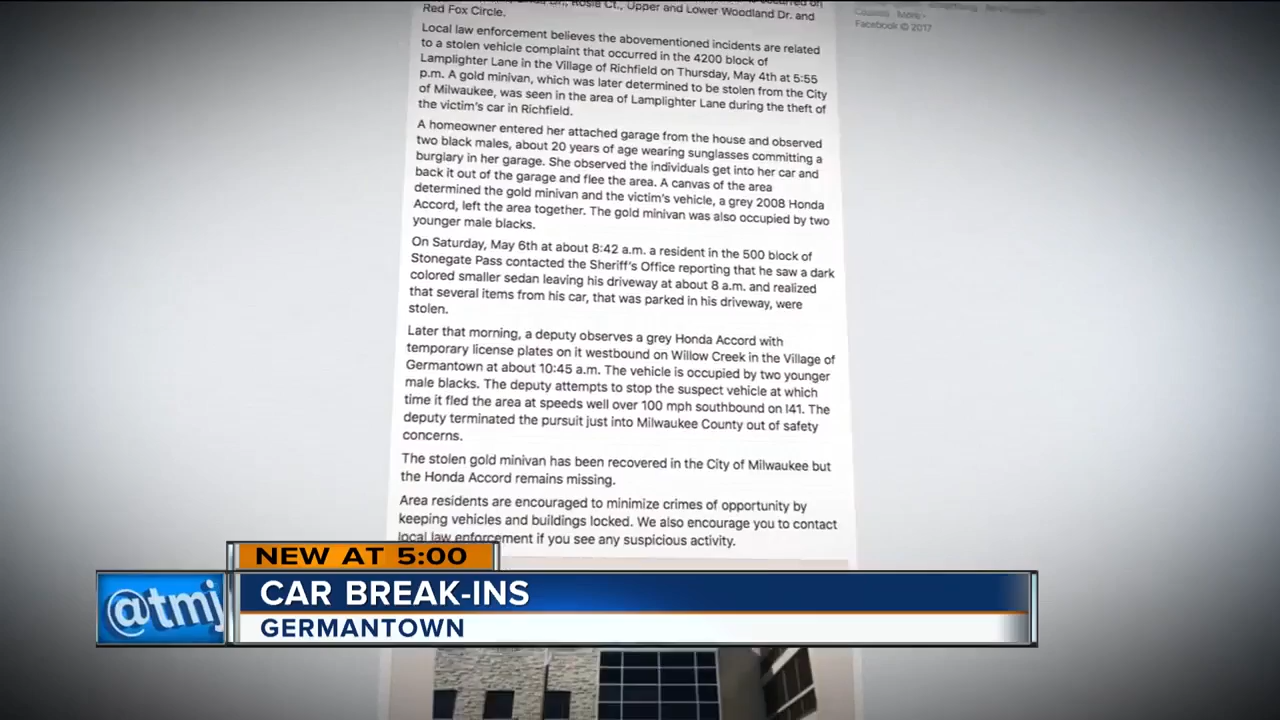 Rosie Ct., Upper and Lower Woodland Dr. and
Red Fox Circle.
Local law enforcement believes the abovementioned incidents are related
to a stolen vehicle complaint that occurred in the 4200 block of
Lamplighter Lane in the Village of Richfield on Thursday, May 4th at 5:55
p.m. A gold minivan, which was later determined to be stolen from the City
of Milwaukee, was seen in the area of Lamplighter Lane during the theft of
the victim's car in Richfield.
A homeowner entered her attached garage from the house and observed
two black males, about 20 years of age wearing sunglasses committing a
burglary in her garage. She observed the individuals get into her car and
back it out of the garage and flee the area. A canvas of the area
determined the gold minivan and the victim's vehicle, a grey 2008 Honda
Accord, left the area together. The gold minivan was also occupied by two
younger male blacks.
On Saturday, May 6th at about 8:42 a.m. a resident in the 500 block of
Stonegate Pass contacted the Sheriff's Office reporting that he saw a dark
colored smaller sedan leaving his driveway at about 8 a.m. and realized
that several items from his car, that was parked in his driveway, were
stolen.
Later that morning, a deputy observes a grey Honda Accord with
temporary license plates on it westbound on Willow Creek in the Village of
Germantown at about 10:45 a.m. The vehicle is occupied by two younger
male blacks. The deputy attempts to stop the suspect vehicle at which
time it fled the area at speeds well over 100 mph southbound on I41. The
deputy terminated the pursuit just into Milwaukee County out of safety
concerns.
The stolen gold minivan has been recovered in the City of Milwaukee but
the Honda Accord remains missing.
Area residents are encouraged to minimize crimes of opportunity by
keeping vehicles and buildings locked. We also encourage you to contact
local law enforcement if you see any suspicious activity.
Cookies More
Facebook © 2017
NEW AT 5:00
@tmj
CAR BREAK-INS
GERMANTOWN